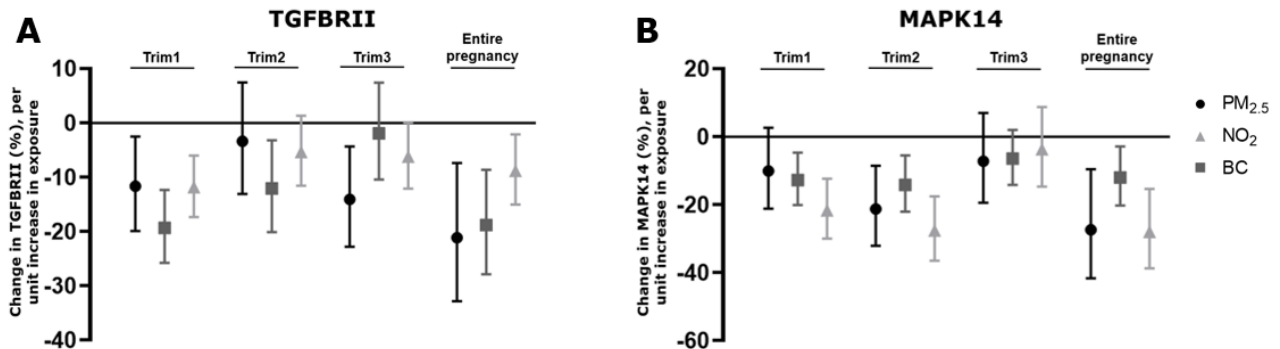 A
TGFBRII
Trim1
Trim2
Trim3
Entire
pregnancy
Change in TGFBRII (%), per
unit increase in exposure
10
0
-10
-20
-30
-40
B
MAPK14
Trim1
Trim2
Trim3
Entire
pregnancy
Change in MAPK14 (%), per
unit increase in exposure
20
0
-20
-40
-60
PM2.5
NO2
BC